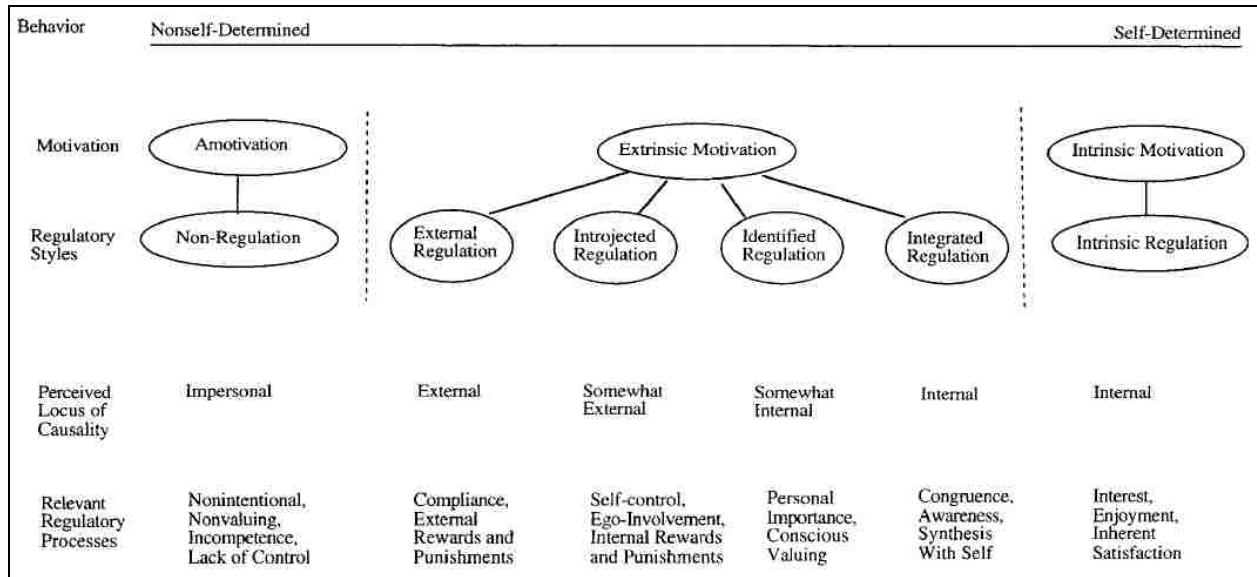 Behavior Nonself-Determined Self-Determined
Motivation Amotivation Extrinsic Motivation Intrinsic Motivation
Regulatory
Styles
Non-Regulation
External
Regulation
Introjected
Regulation
Identified
Regulation
Integrated
Regulation
Intrinsic Regulation
Perceived
Locus of
Causality
Impersonal
External
Somewhat
External
Somewhat
Internal
Internal
Internal
Relevant
Regulatory
Processes
Nonintentional,
Nonvaluing,
Incompetence,
Lack of Control
Compliance,
External
Rewards and
Punishments
Self-control,
Ego-Involvement,
Internal Rewards
and Punishments
Personal
Importance,
Conscious
Valuing
Congruence,
Awareness,
Synthesis
With Self
Interest,
Enjoyment,
Inherent
Satisfaction